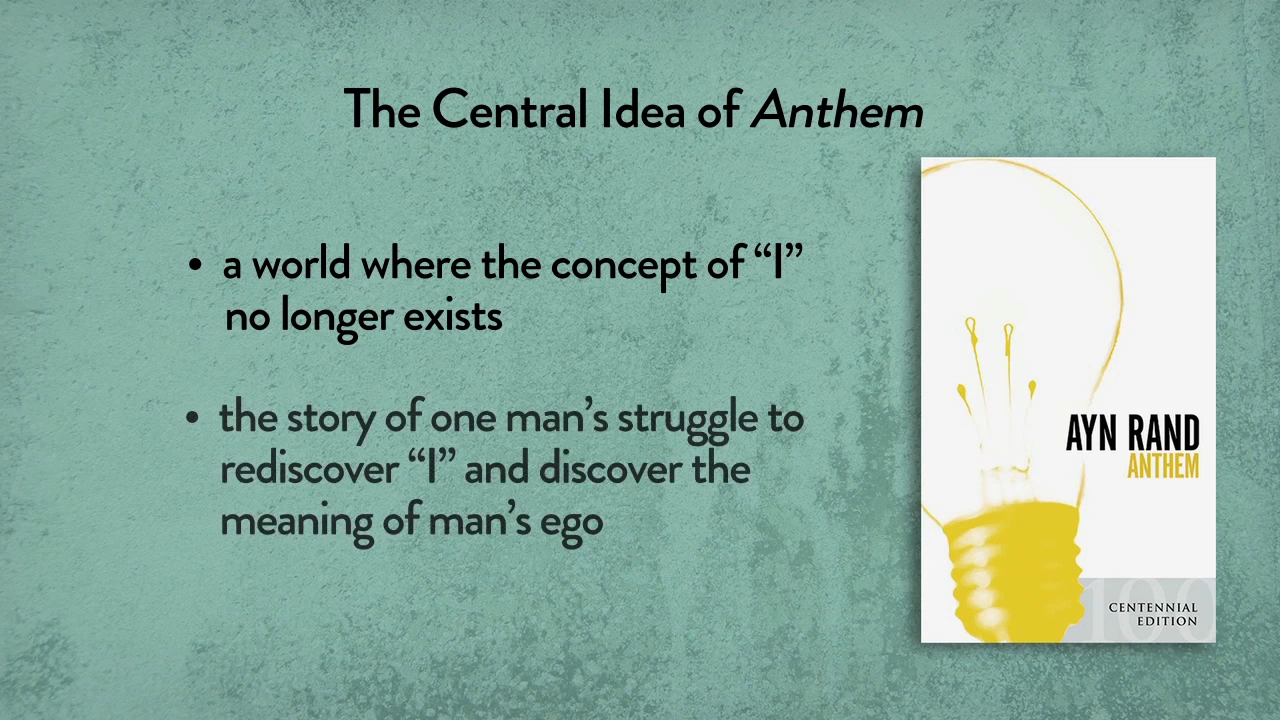 The Central Idea of Anthem
• a world where the concept of “I”
no longer exists
• the story of one man’s struggle to
rediscover “I” and discover the
meaning of man’s ego
AYN RAND
ANTHEM
100
CENTENNIAL
EDITION